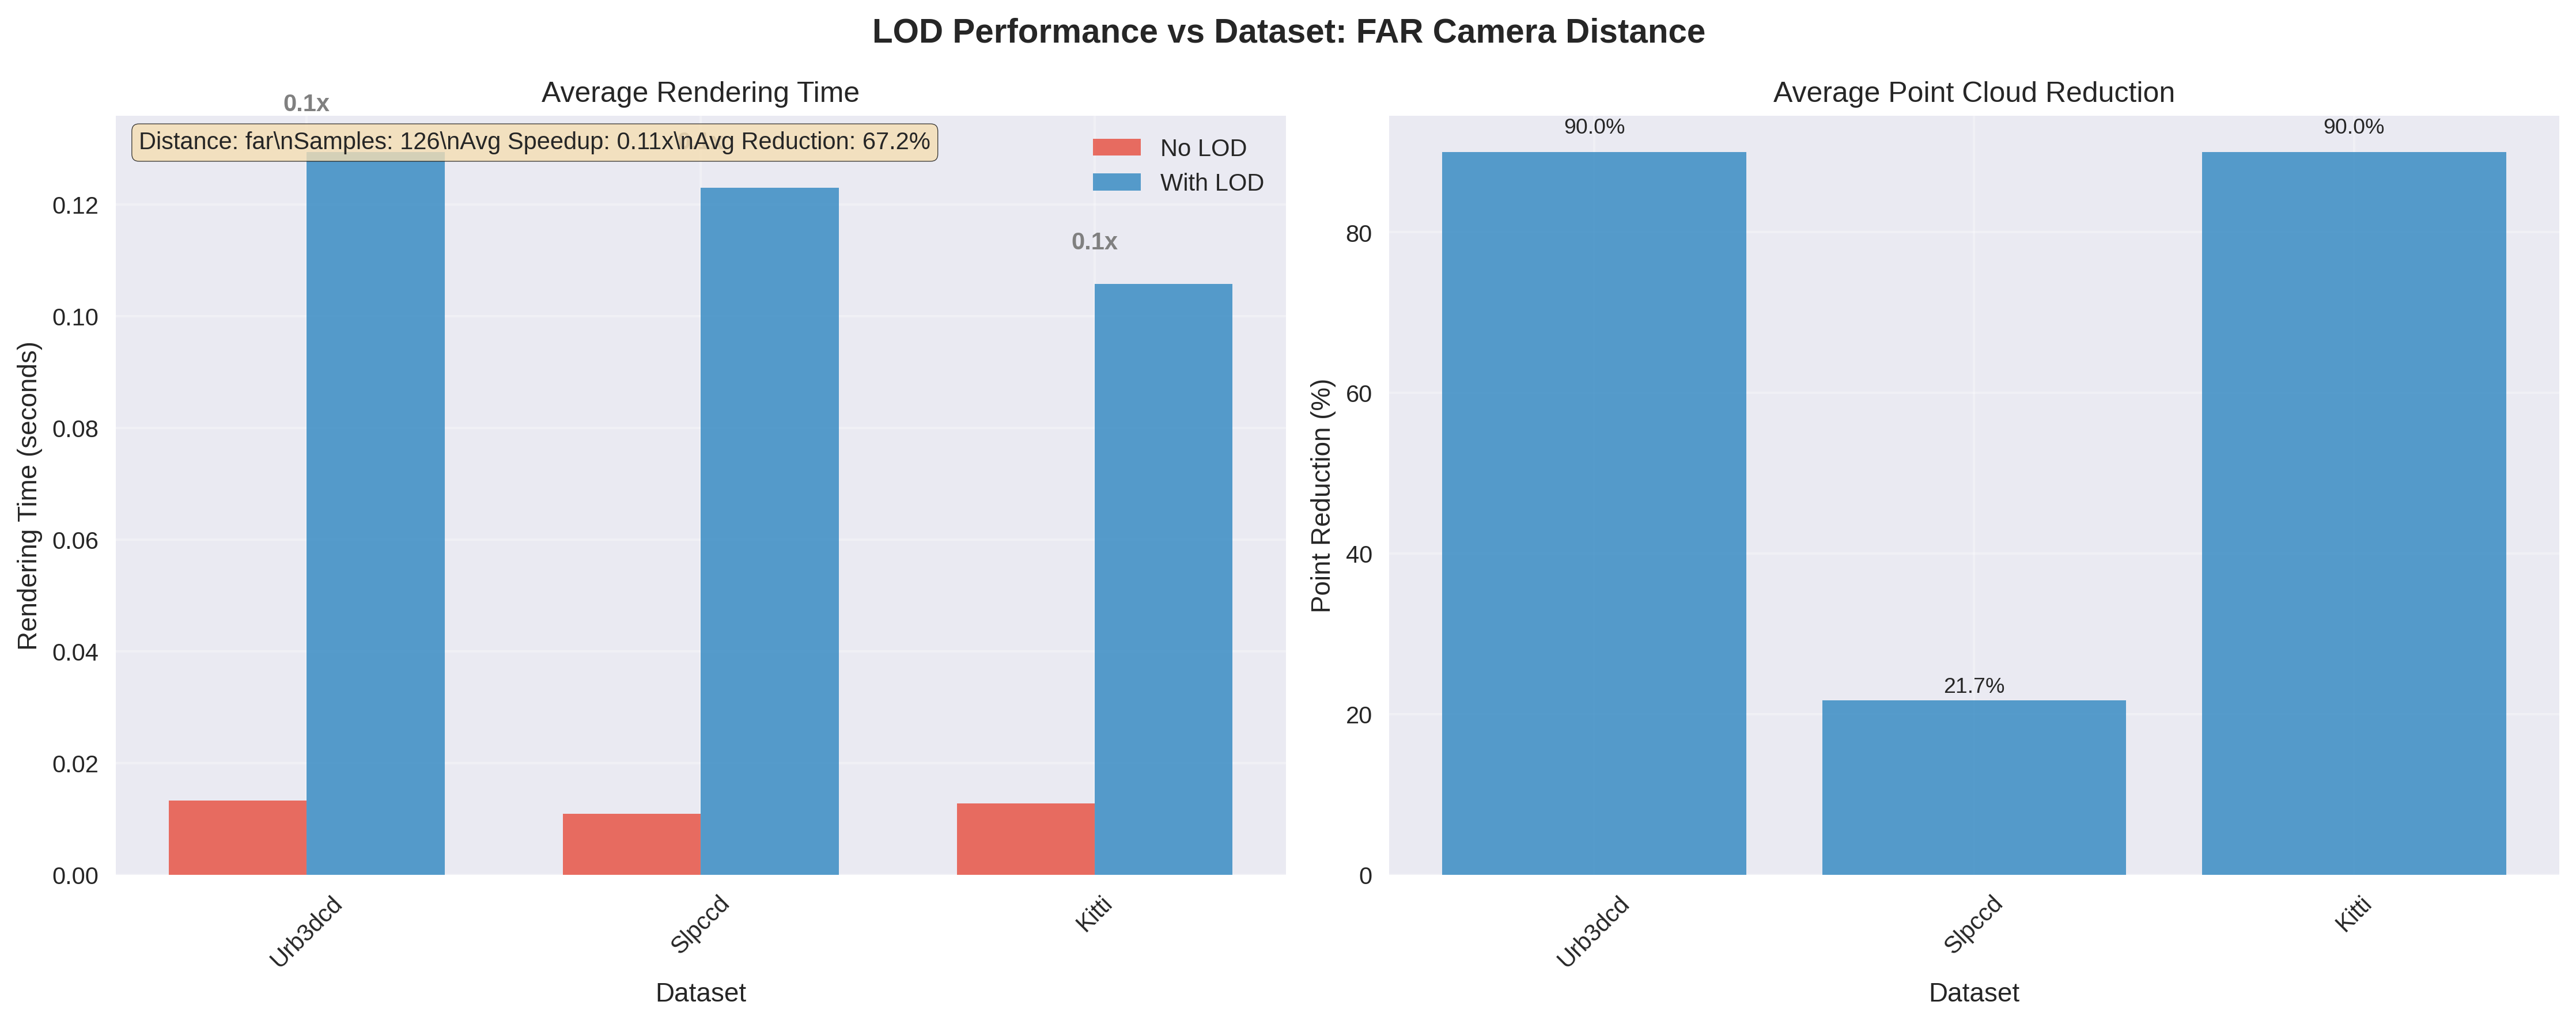 LOD Performance vs Dataset: FAR Camera Distance
Average Rendering Time
0.1x
Distance: far\nSamples: 126\nAvg Speedup: 0.11x\nAvg Reduction: 67.2%
No LOD
With LOD
0.1x
Rendering Time (seconds)
0.12
0.10
0.08
0.06
0.04
0.02
0.00
Urb3dcd
Slpccd
Kitti
Dataset
Average Point Cloud Reduction
90.0%
21.7%
90.0%
Point Reduction (%)
80
60
40
20
0
Urb3dcd
Slpccd
Kitti
Dataset